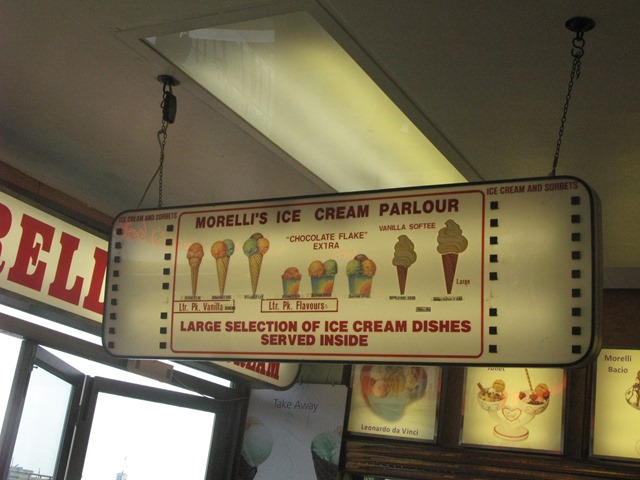 ICE CREAM AND SORBETS
ICE CREAM AND SORBETS
MORELLI'S ICE CREAM PARLOUR
"CHOCOLATE FLAKE"
EXTRA
VANILLA SOFTEE
Large
Ltr. Pk. Vanilla
Ltr. Pk. Flavours
LARGE SELECTION OF ICE CREAM DISHES
SERVED INSIDE
RELL
Take Away
Leonardo da Vinci
Morelli
Bacio